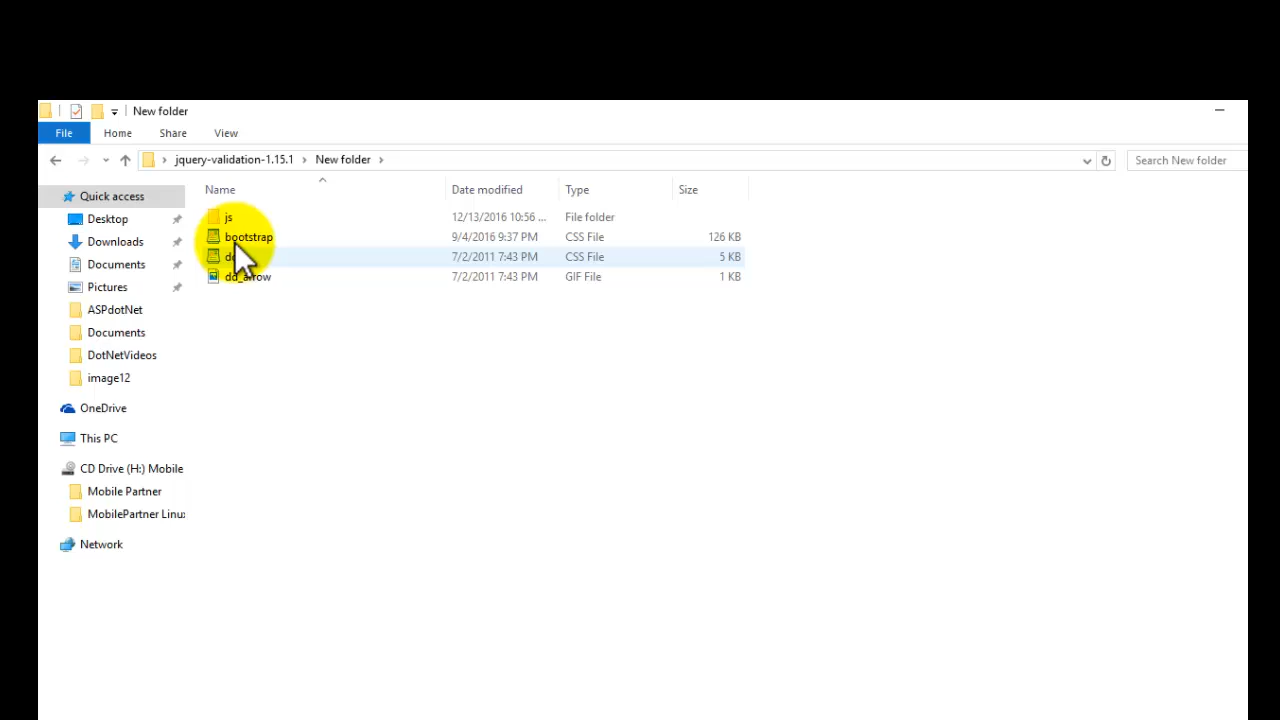 New folder
File Home Share View
jquery-validation-1.15.1 New folder Search New folder
Name Date modified Type Size
Quick access
Desktop
Downloads
Documents
Pictures
ASPdotNet
Documents
DotNetVideos
image12
OneDrive
This PC
CD Drive (H:) Mobile
Mobile Partner
MobilePartner Linux
Network
js 12/13/2016 10:56 ... File folder
bootstrap 9/4/2016 9:37 PM CSS File 126 KB
7/2/2011 7:43 PM CSS File 5 KB
dd_arrow 7/2/2011 7:43 PM GIF File 1 KB